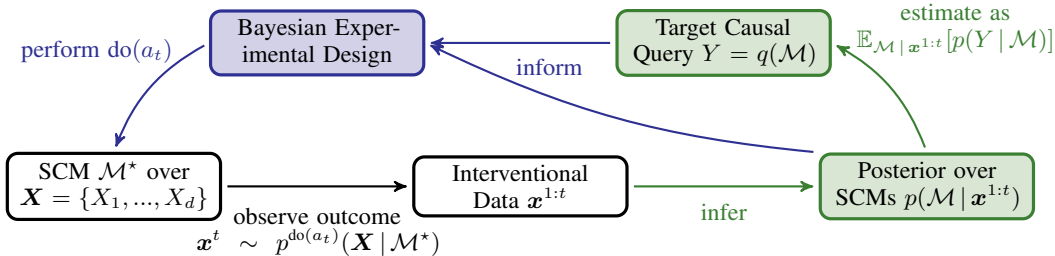 perform do(a_t)
Bayesian Exper-
imental Design
inform
Target Causal
Query Y = q(ℳ)
estimate as
𝔼_{ℳ | 𝒙^{1:t}}[p(Y | ℳ)]
SCM ℳ* over
𝑿 = {X_1, ..., X_d}
observe outcome
𝒙^t ∼ p^{do(a_t)}(𝑿 | ℳ*)
Interventional
Data 𝒙^{1:t}
infer
Posterior over
SCMs p(ℳ | 𝒙^{1:t})